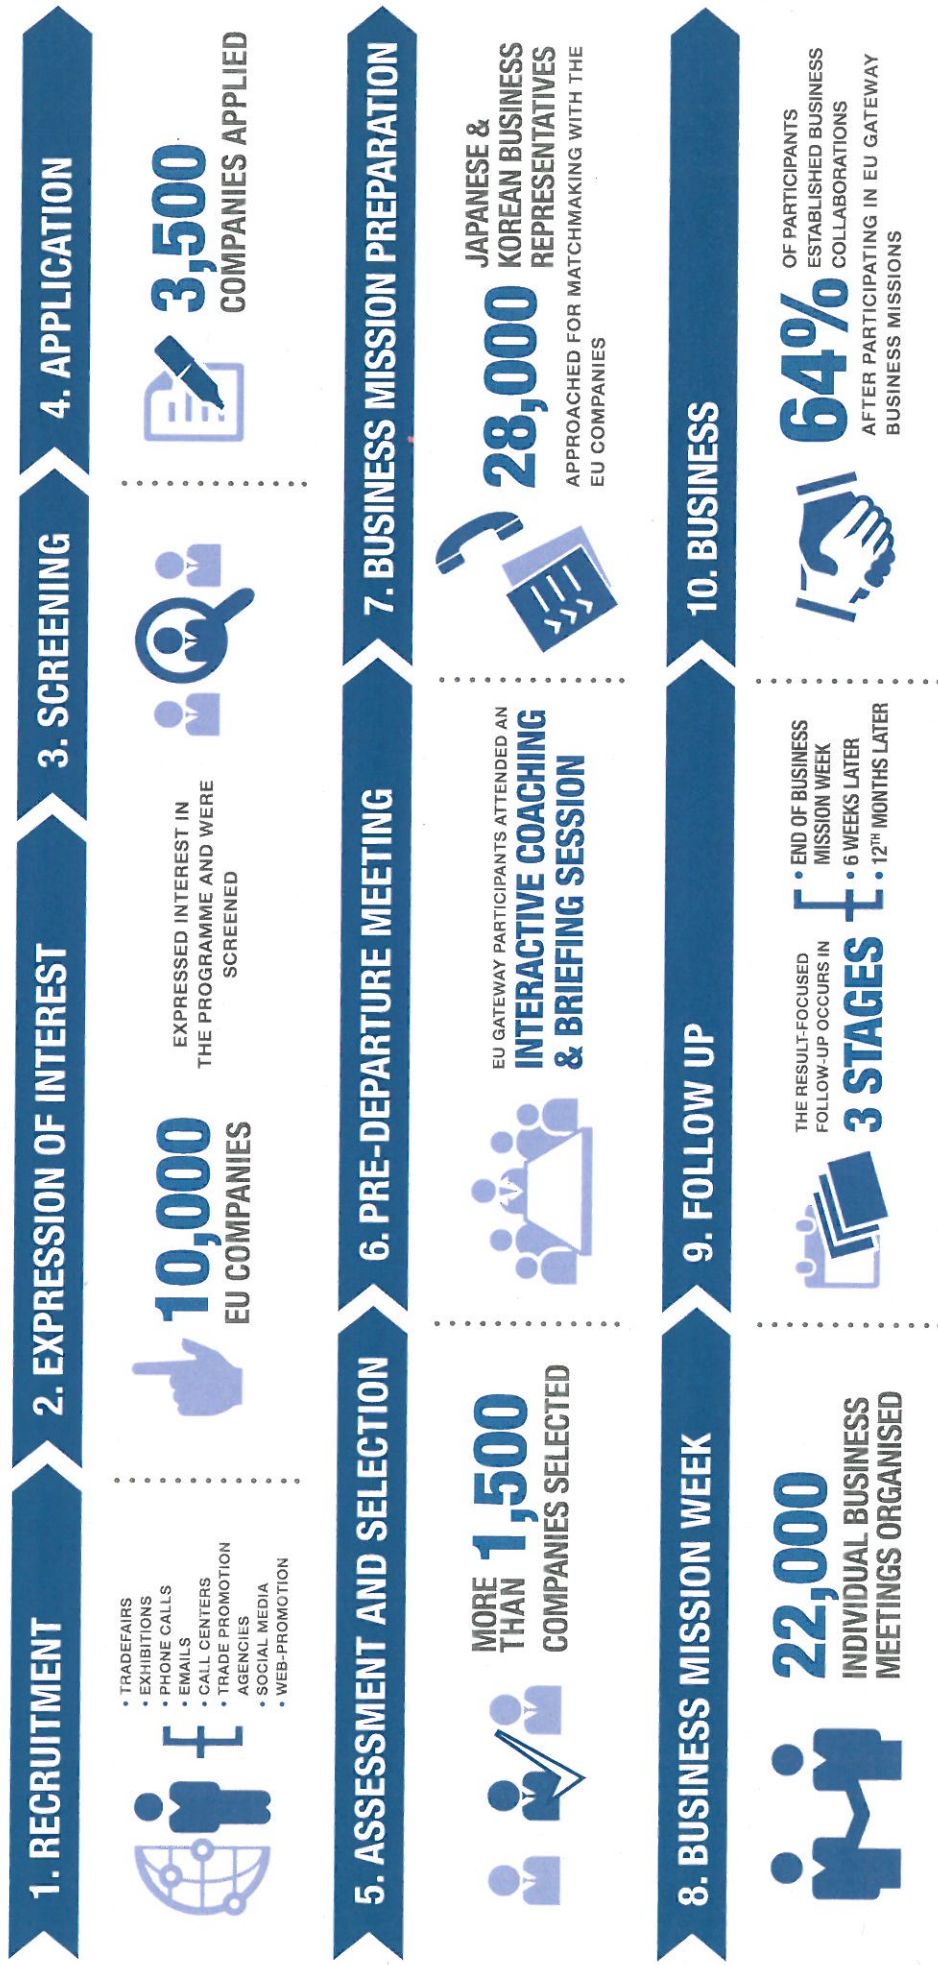 1. RECRUITMENT
• TRADEFAIRS
• EXHIBITIONS
• PHONE CALLS
• EMAILS
• CALL CENTERS
• TRADE PROMOTION
AGENCIES
• SOCIAL MEDIA
• WEB-PROMOTION
2. EXPRESSION OF INTEREST
10,000
EU COMPANIES
EXPRESSED INTEREST IN
THE PROGRAMME AND WERE
SCREENED
3. SCREENING
4. APPLICATION
3,500
COMPANIES APPLIED
5. ASSESSMENT AND SELECTION
MORE
THAN 1,500
COMPANIES SELECTED
6. PRE-DEPARTURE MEETING
EU GATEWAY PARTICIPANTS ATTENDED AN
INTERACTIVE COACHING
& BRIEFING SESSION
7. BUSINESS MISSION PREPARATION
28,000 JAPANESE &
KOREAN BUSINESS
REPRESENTATIVES
APPROACHED FOR MATCHMAKING WITH THE
EU COMPANIES
8. BUSINESS MISSION WEEK
22,000
INDIVIDUAL BUSINESS
MEETINGS ORGANISED
9. FOLLOW UP
THE RESULT-FOCUSED
FOLLOW-UP OCCURS IN
3 STAGES
• END OF BUSINESS
MISSION WEEK
• 6 WEEKS LATER
• 12TH MONTHS LATER
10. BUSINESS
64% OF PARTICIPANTS
ESTABLISHED BUSINESS
COLLABORATIONS
AFTER PARTICIPATING IN EU GATEWAY
BUSINESS MISSIONS